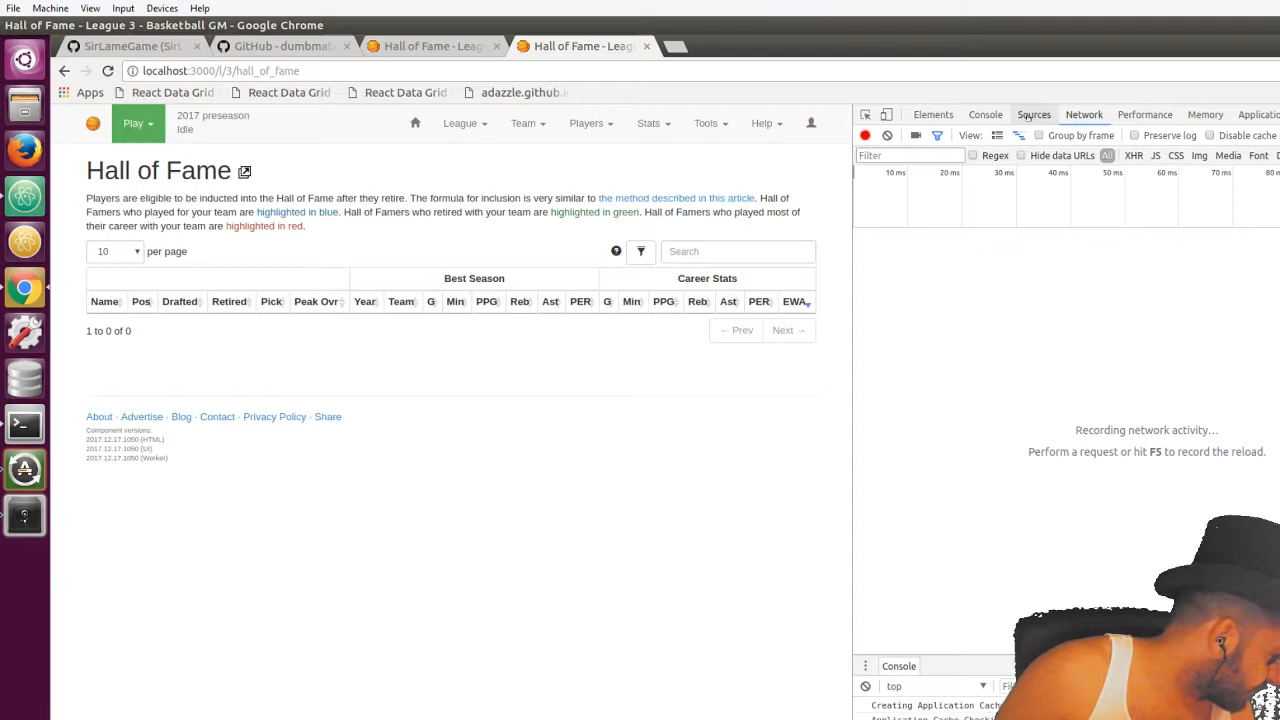 File Machine View Input Devices Help
Hall of Fame - League 3 - Basketball GM - Google Chrome
SirLameGame (SirL
GitHub - dumbmat
Hall of Fame - Leag
Hall of Fame - Leagu
localhost:3000/l/3/hall_of_fame
Apps React Data Grid React Data Grid React Data Grid adazzle.github.i
Play
2017 preseason
Idle
League Team Players Stats Tools Help
Hall of Fame
Players are eligible to be inducted into the Hall of Fame after they retire. The formula for inclusion is very similar to the method described in this article. Hall of
Famers who played for your team are highlighted in blue. Hall of Famers who retired with your team are highlighted in green. Hall of Famers who played most of
their career with your team are highlighted in red.
10 per page
Search
Best Season Career Stats
Name Pos Drafted Retired Pick Peak Ovr Year Team G Min PPG Reb Ast PER G Min PPG Reb Ast PER EWA
1 to 0 of 0
← Prev Next →
About · Advertise · Blog · Contact · Privacy Policy · Share
Component versions:
2017.12.17.1050 (HTML)
2017.12.17.1050 (UI)
2017.12.17.1050 (Worker)
Elements Console Sources Network Performance Memory Applicatio
View: Group by frame Preserve log Disable cache
Filter Regex Hide data URLs All XHR JS CSS Img Media Font
10 ms 20 ms 30 ms 40 ms 50 ms 60 ms 70 ms 80 m
Recording network activity…
Perform a request or hit F5 to record the reload.
Console
top
Creating Application Cach